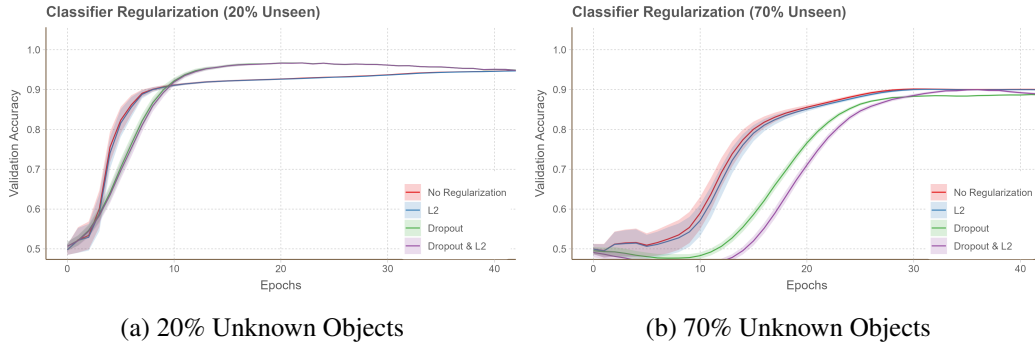 Classifier Regularization (20% Unseen)
Validation Accuracy
1.0
0.9
0.8
0.7
0.6
0.5
0
10
20
30
40
Epochs
No Regularization
L2
Dropout
Dropout & L2
(a) 20% Unknown Objects
Classifier Regularization (70% Unseen)
Validation Accuracy
1.0
0.9
0.8
0.7
0.6
0.5
0
10
20
30
40
Epochs
No Regularization
L2
Dropout
Dropout & L2
(b) 70% Unknown Objects